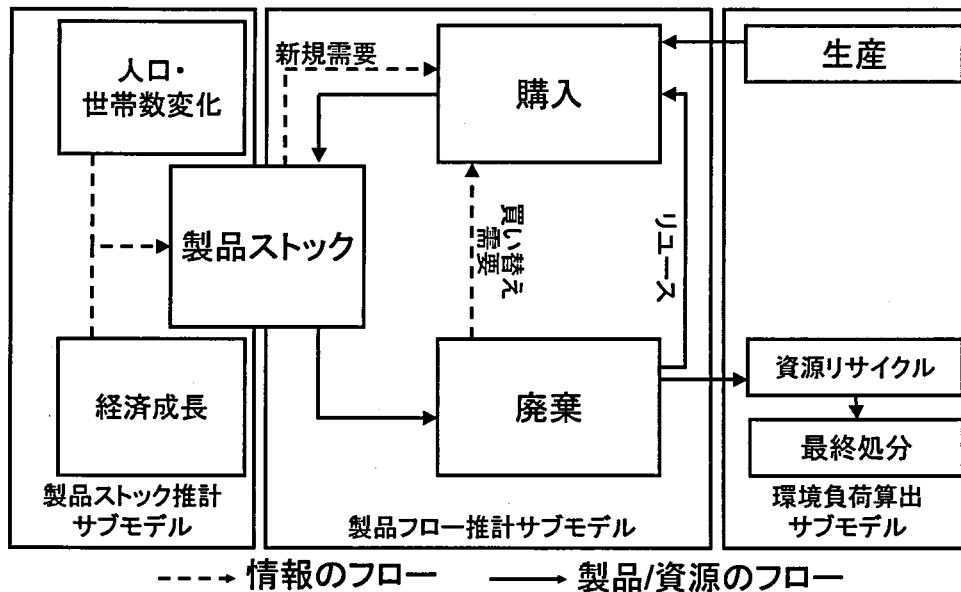 人口・
世帯数変化
経済成長
製品ストック推計
サブモデル
製品ストック
新規需要
購入
買い替え
需要
リユース
廃棄
製品フロー推計サブモデル
生産
資源リサイクル
最終処分
環境負荷算出
サブモデル
情報のフロー
製品/資源のフロー